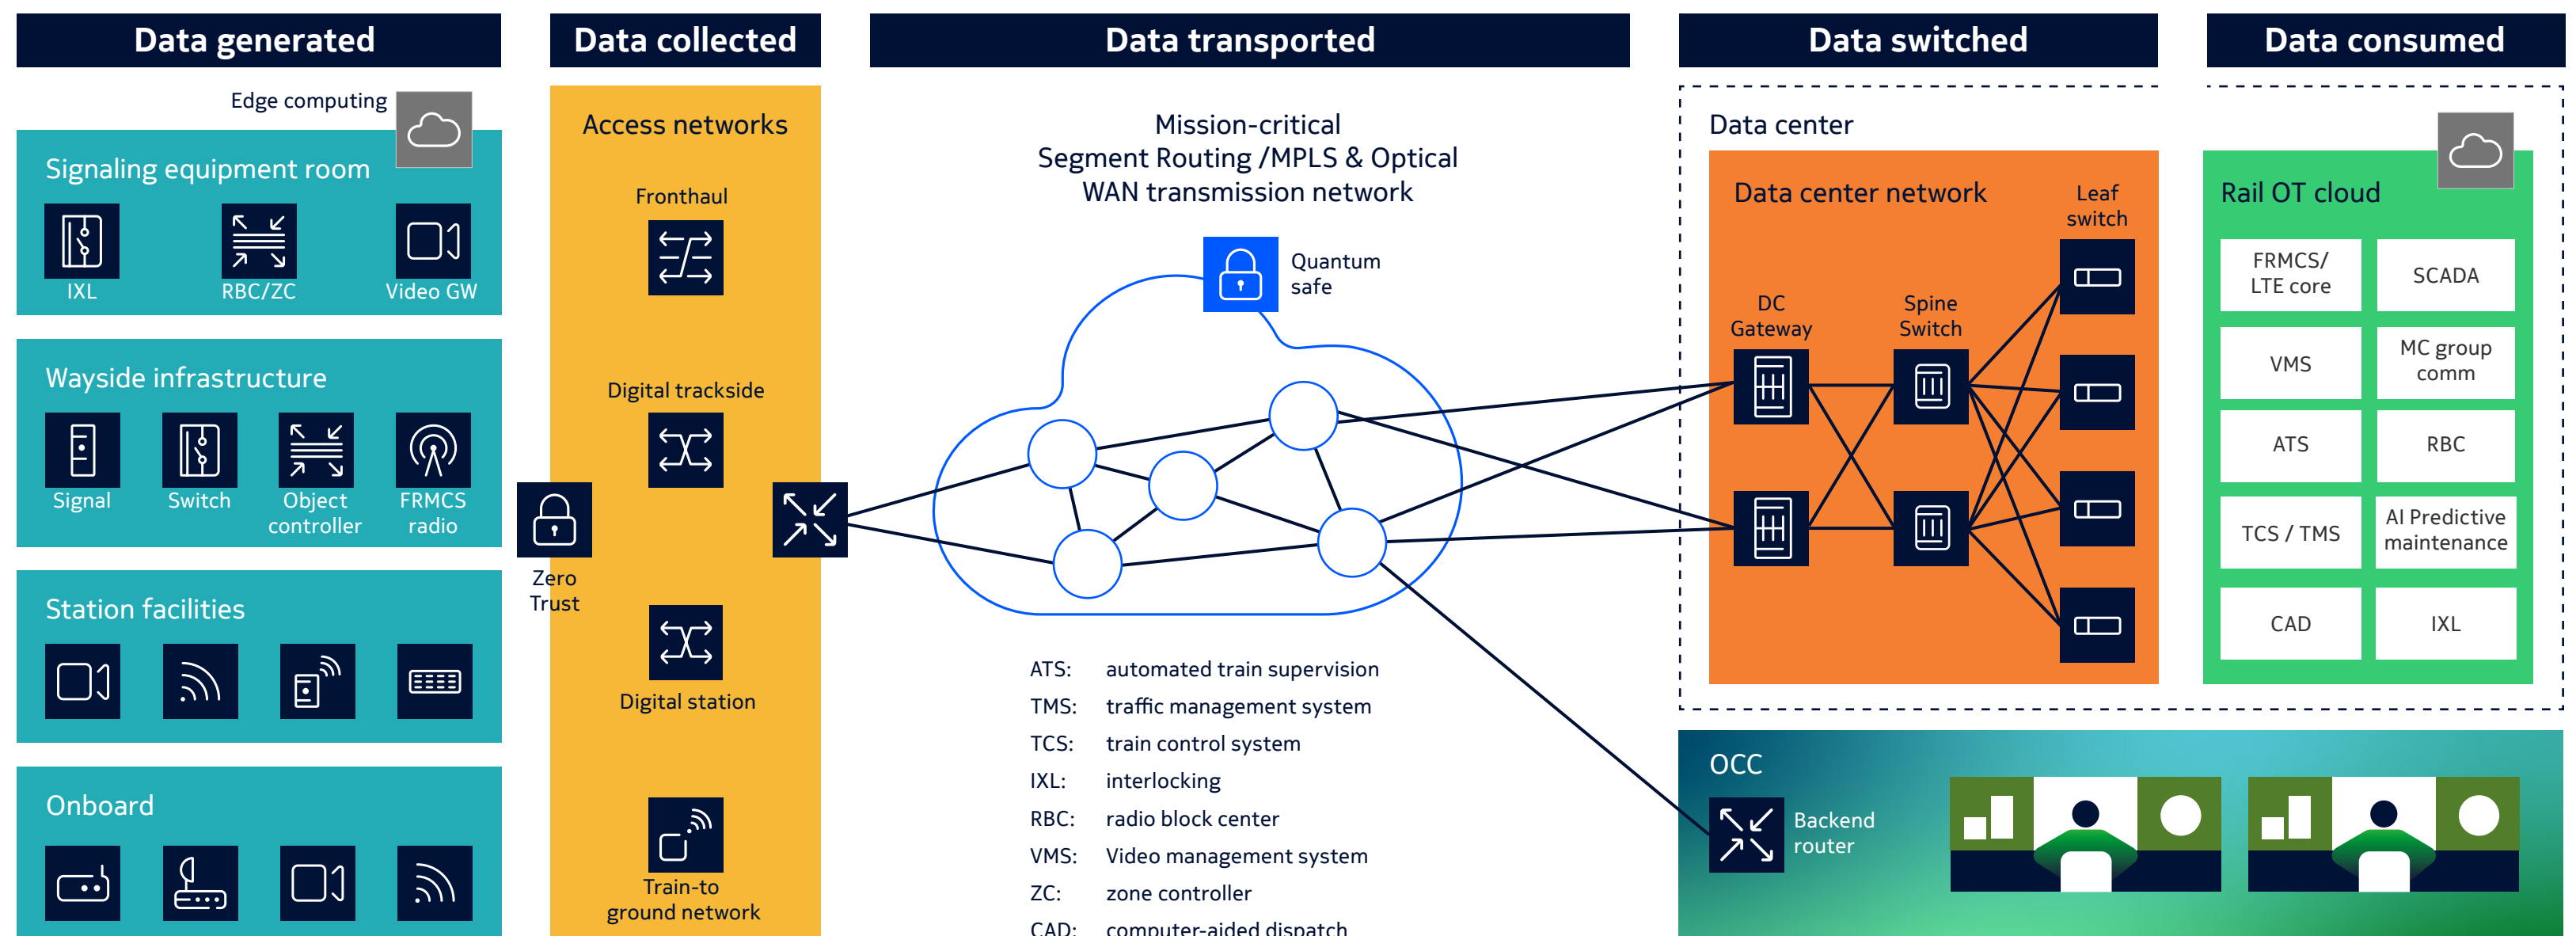 Data generated
Data collected
Data transported
Data switched
Data consumed
Edge computing
Signaling equipment room
IXL
RBC/ZC
Video GW
Wayside infrastructure
Signal
Switch
Object
controller
FRMCS
radio
Station facilities
Onboard
Access networks
Fronthaul
Digital trackside
Zero
Trust
Digital station
Train-to
ground network
Mission-critical
Segment Routing /MPLS & Optical
WAN transmission network
Quantum
safe
ATS: automated train supervision
TMS: traffic management system
TCS: train control system
IXL: interlocking
RBC: radio block center
VMS: Video management system
ZC: zone controller
CAD: computer-aided dispatch
Data center
Data center network
Leaf
switch
DC
Gateway
Spine
Switch
Rail OT cloud
FRMCS/
LTE core
SCADA
VMS
MC group
comm
ATS
RBC
TCS / TMS
AI Predictive
maintenance
CAD
IXL
OCC
Backend
router